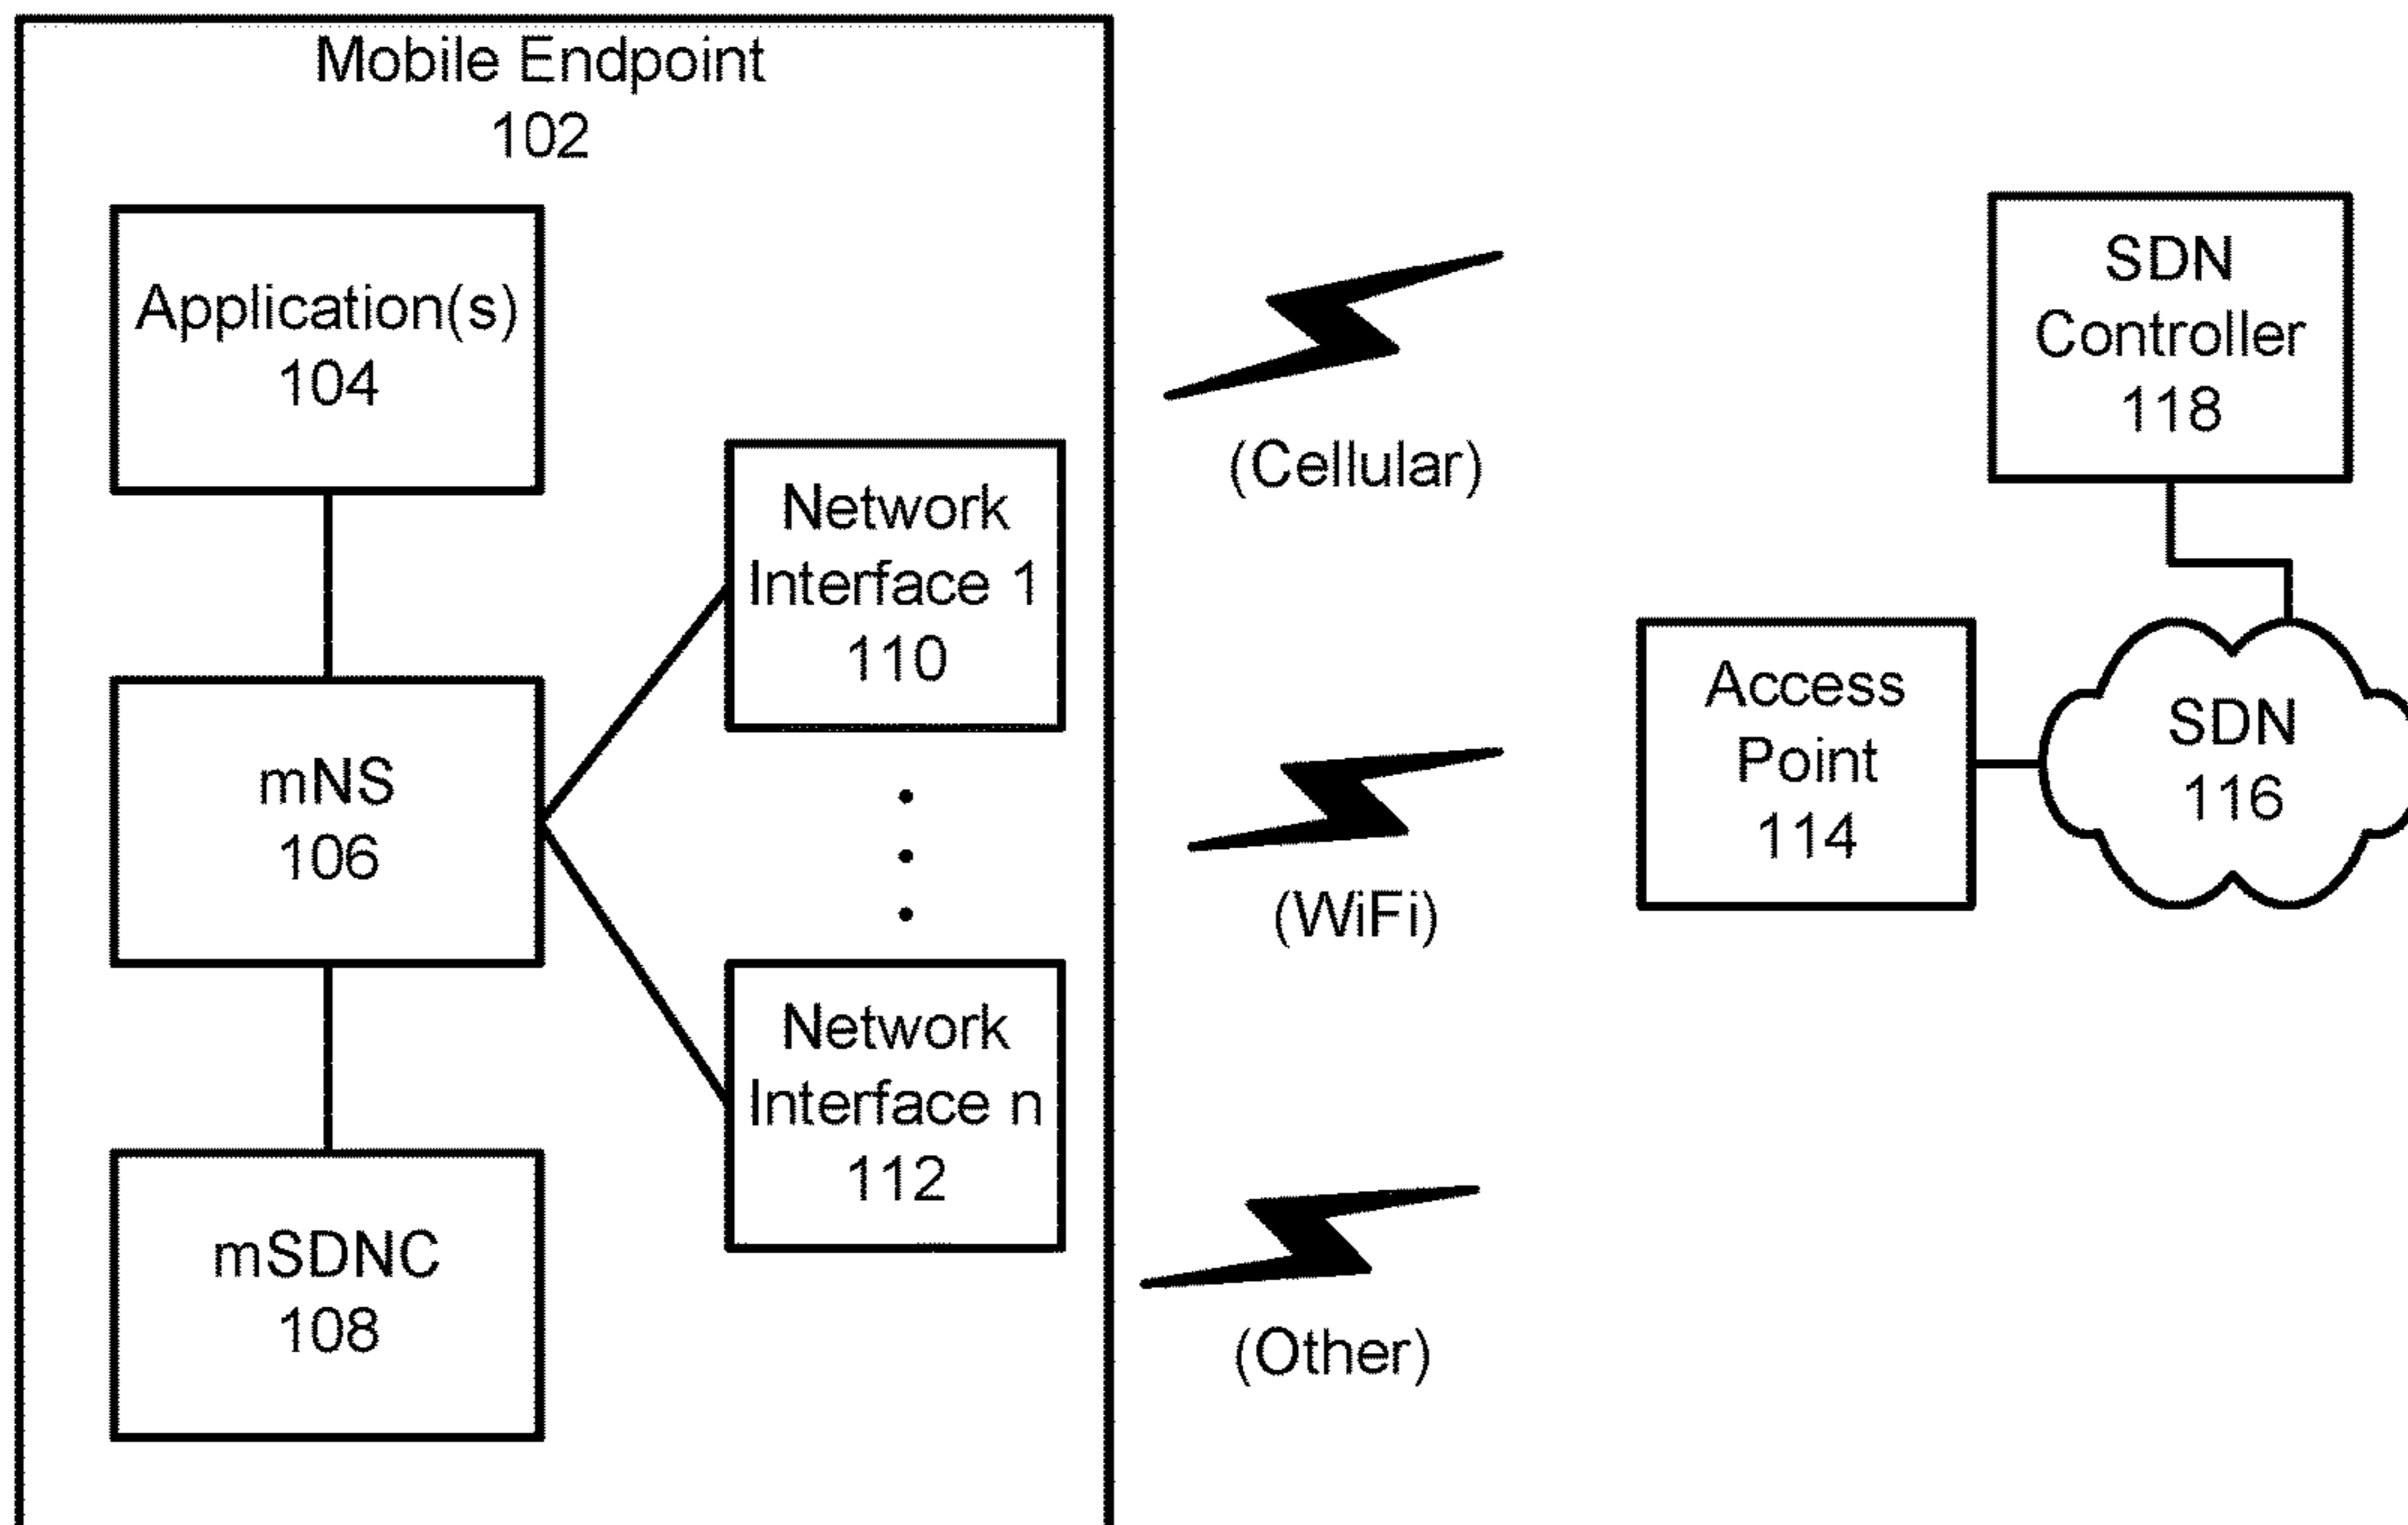 Mobile Endpoint
102
Application(s)
104
mNS
106
mSDNC
108
Network
Interface 1
110
Network
Interface n
112
(Cellular)
(WiFi)
(Other)
Access
Point
114
SDN
Controller
118
SDN
116